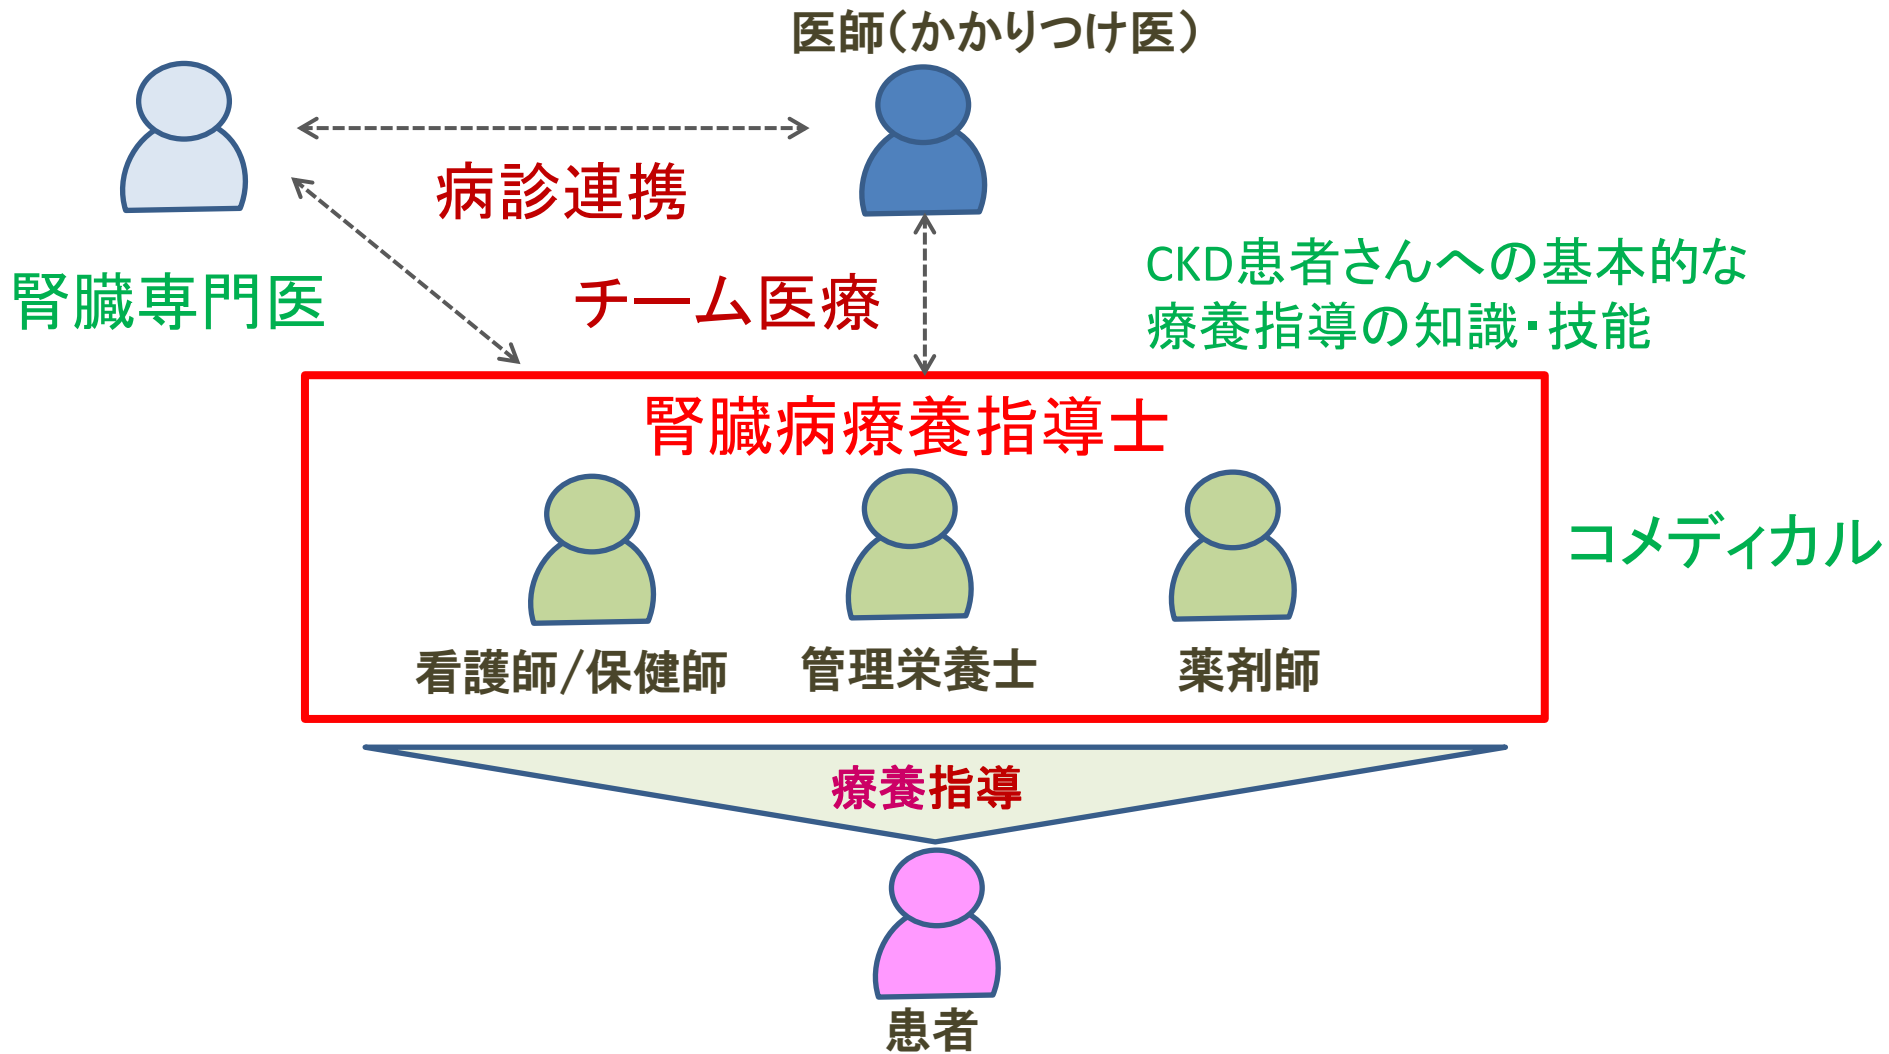 医師(かかりつけ医)
病診連携
腎臓専門医
チーム医療
CKD患者さんへの基本的な
療養指導の知識・技能
腎臓病療養指導士
コメディカル
看護師/保健師
管理栄養士
薬剤師
療養指導
患者